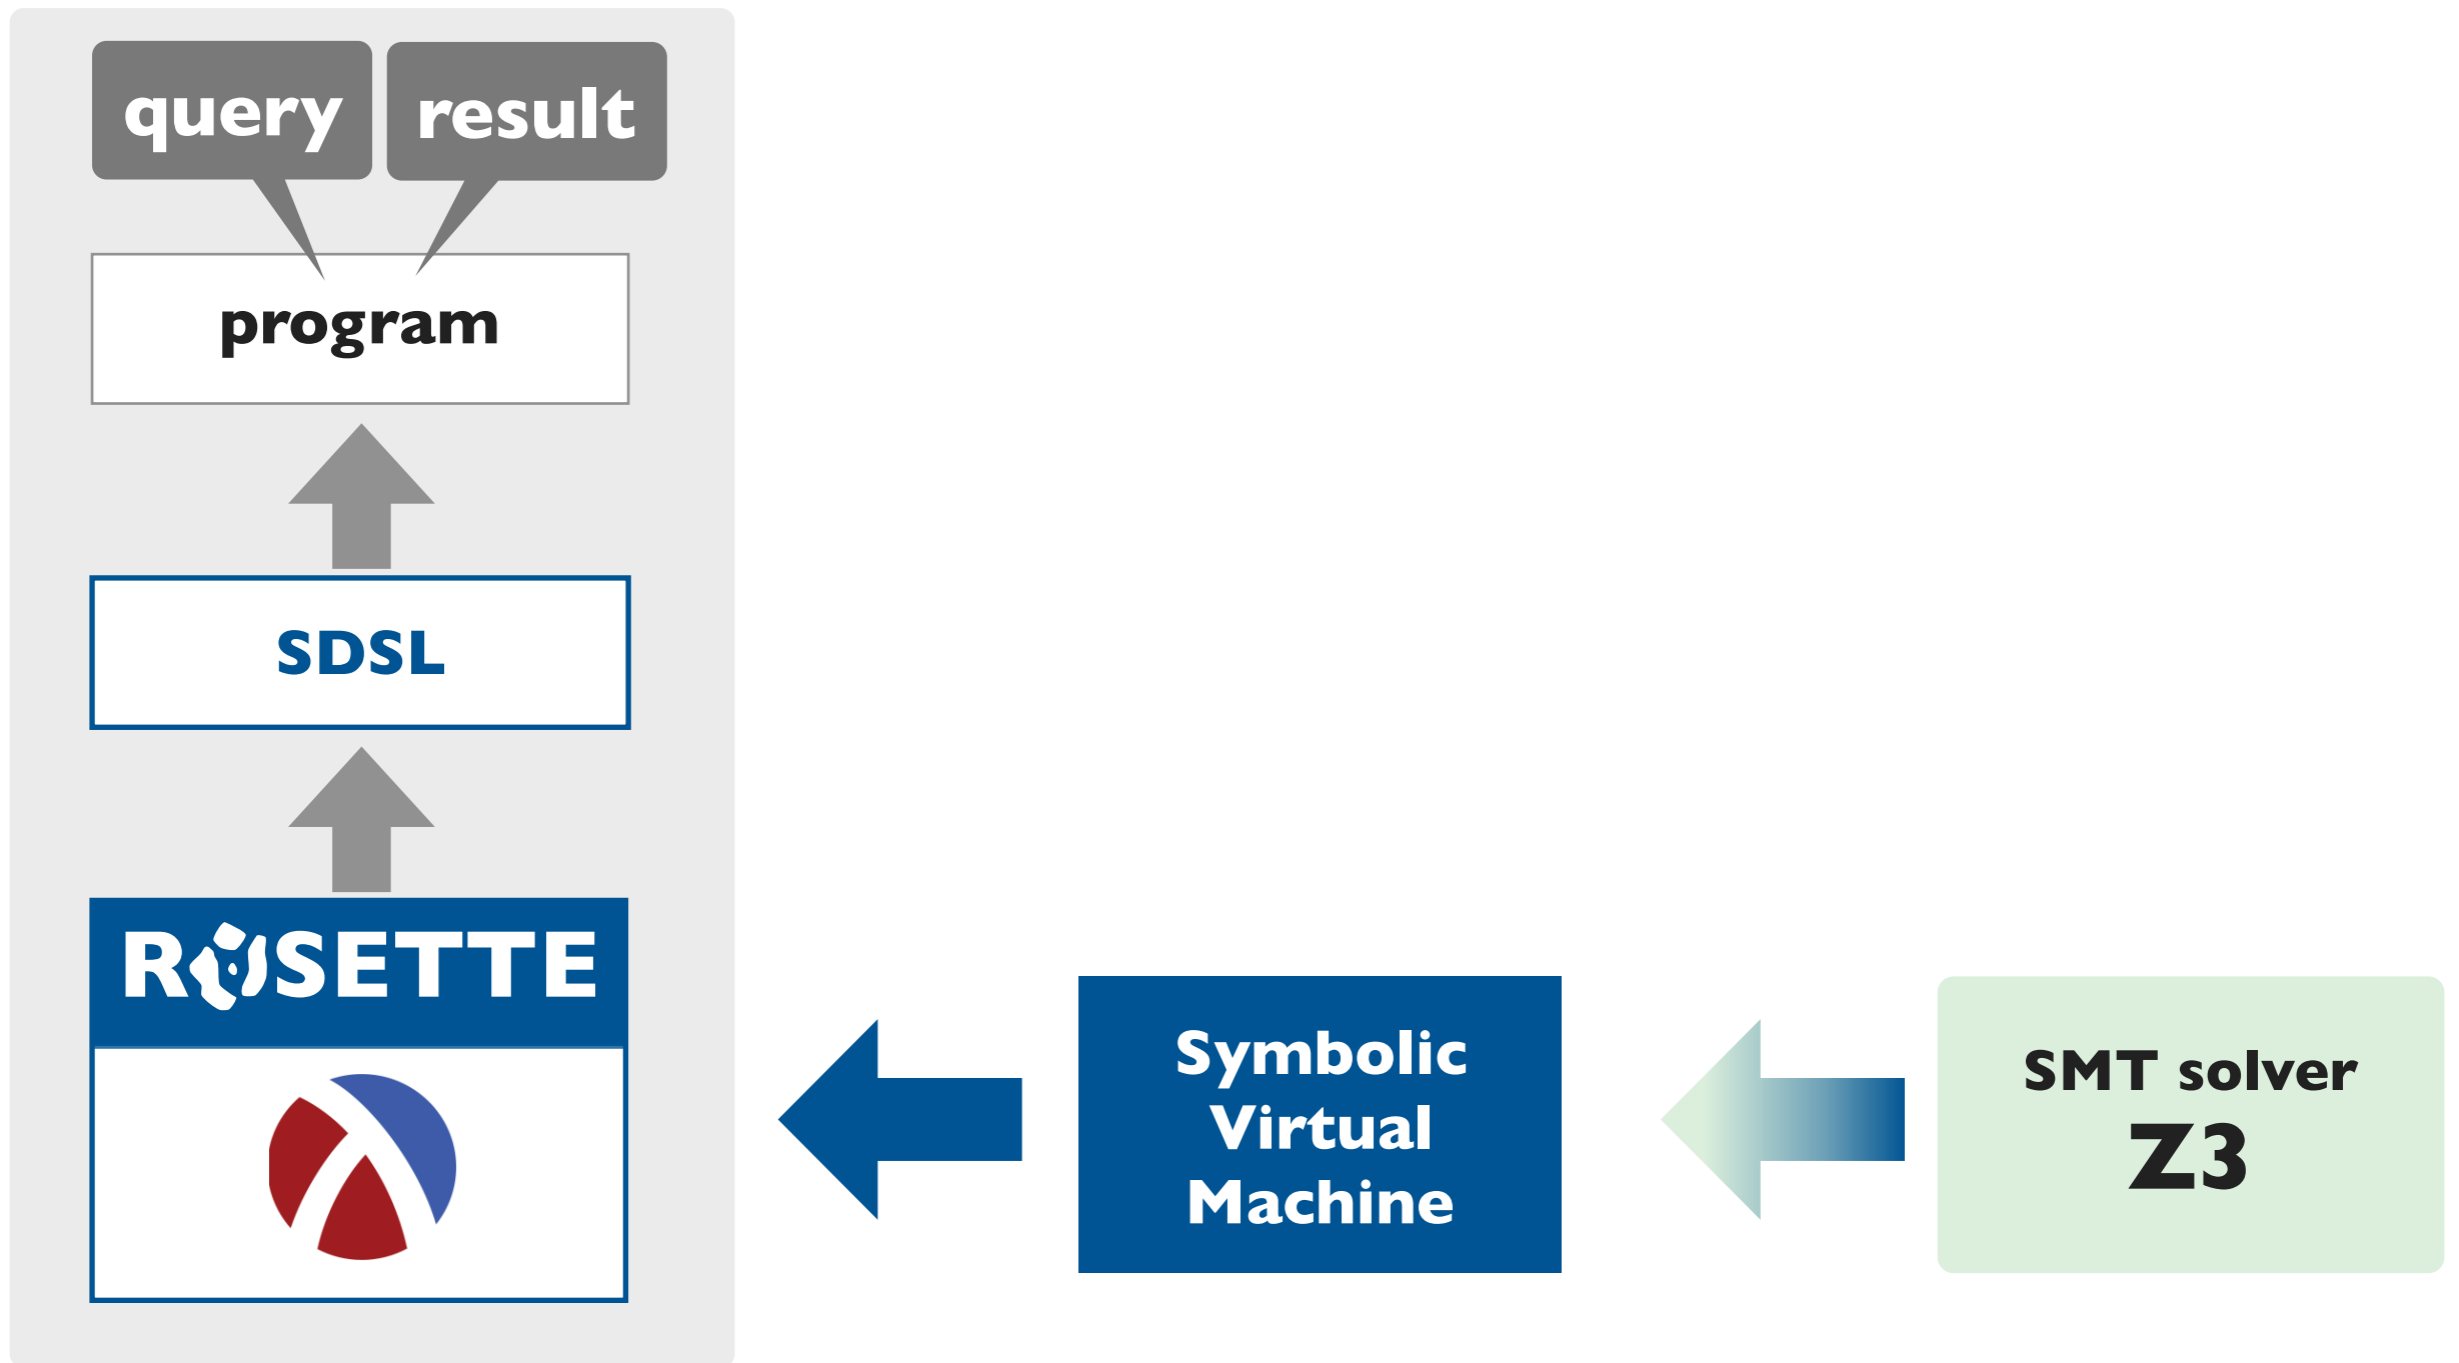 query
result
program
SDSL
ROSETTE
Symbolic
Virtual
Machine
SMT solver
Z3